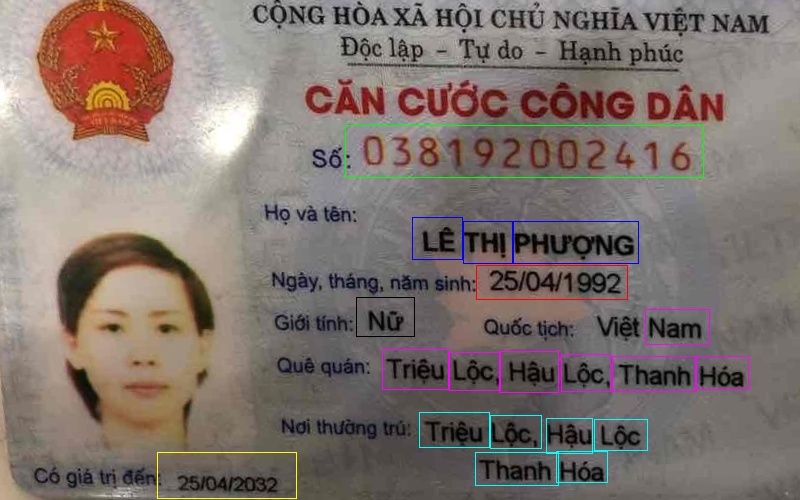 CỘNG HÒA XÃ HỘI CHỦ NGHĨA VIỆT NAM
Độc lập - Tự do - Hạnh phúc
CĂN CƯỚC CÔNG DÂN
Số: 038192002416
Họ và tên:
LÊ THỊ PHƯỢNG
Ngày, tháng, năm sinh: 25/04/1992
Giới tính: Nữ Quốc tịch: Việt Nam
Quê quán: Triệu Lộc, Hậu Lộc, Thanh Hóa
Nơi thường trú: Triệu Lộc, Hậu Lộc
Thanh Hóa
Có giá trị đến: 25/04/2032